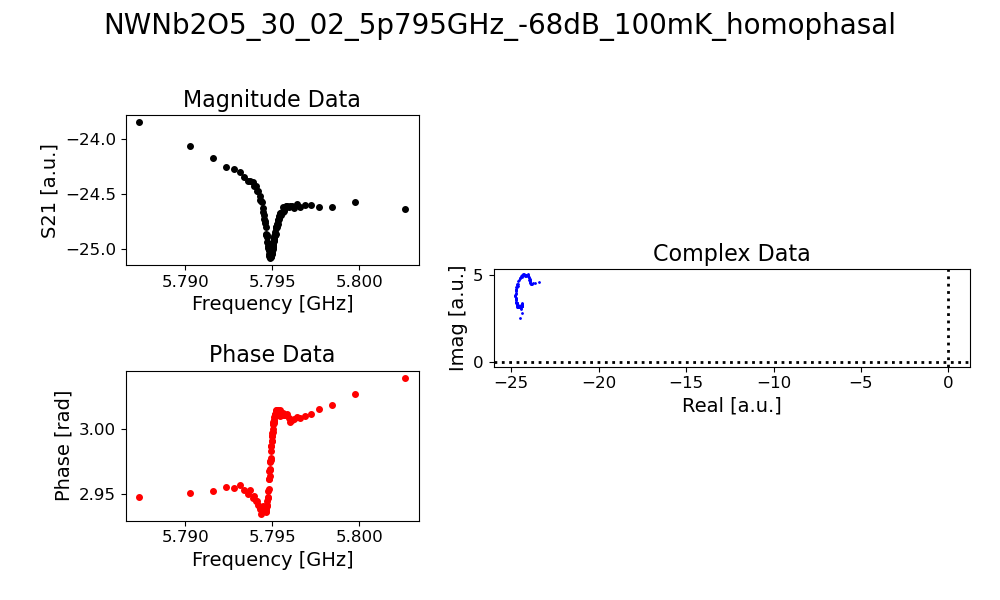 NWNb2O5_30_02_5p795GHz_-68dB_100mK_homophasal
Magnitude Data
S21 [a.u.]
−24.0
−24.5
−25.0
5.790 5.795 5.800
Frequency [GHz]
Phase Data
Phase [rad]
3.00
2.95
5.790 5.795 5.800
Frequency [GHz]
Complex Data
Imag [a.u.]
5
0
−25 −20 −15 −10 −5 0
Real [a.u.]